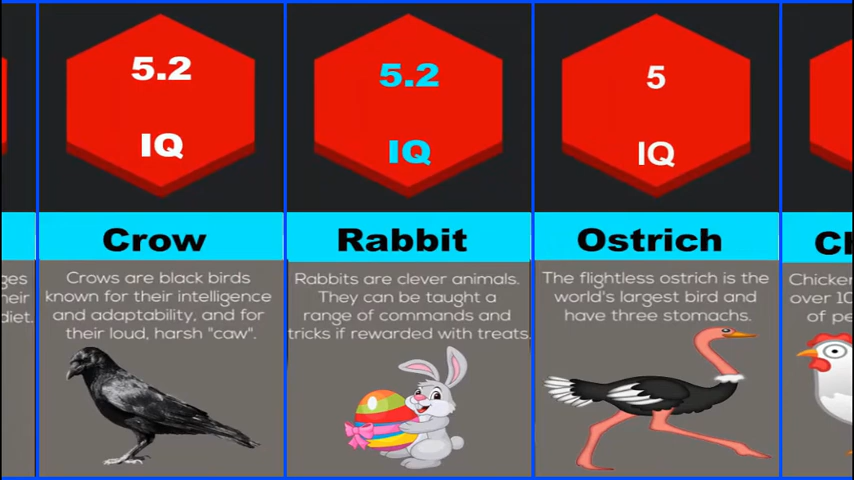 5.2
IQ
Crow
Crows are black birds
known for their intelligence
and adaptability, and for
their loud, harsh "caw".
5.2
IQ
Rabbit
Rabbits are clever animals.
They can be taught a
range of commands and
tricks if rewarded with treats.
5
IQ
Ostrich
The flightless ostrich is the
world's largest bird and
have three stomachs.
diet.
Chicken
over 10
of pe